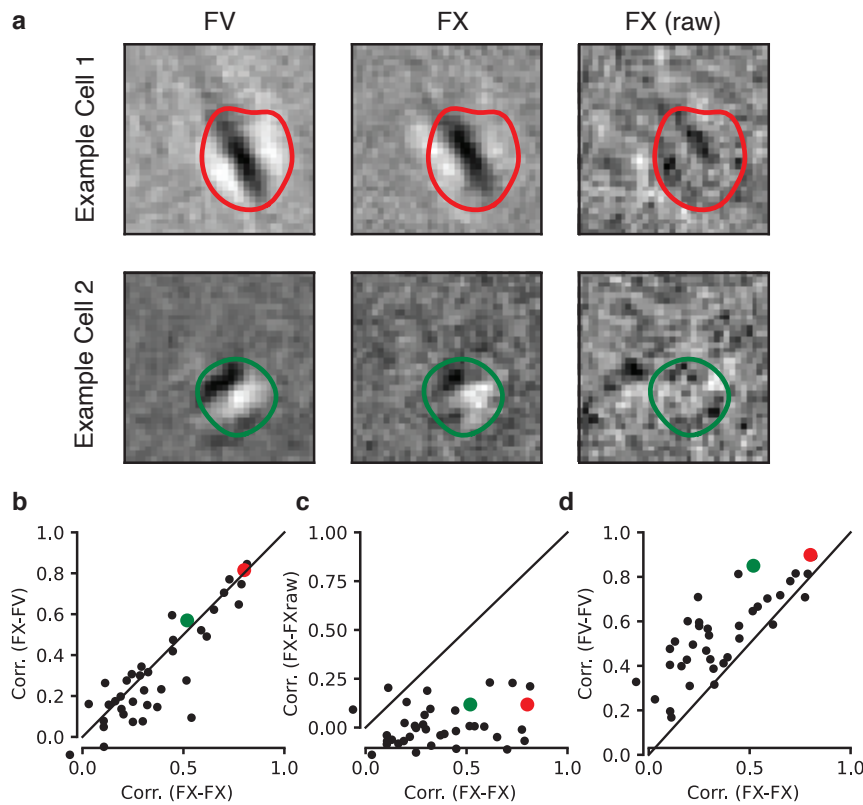 a
FV
FX
FX (raw)
Example Cell 1
Example Cell 2
b
c
d
1.0
0.8
0.6
0.4
0.2
0.0
Corr. (FX-FV)
0.5
1.0
Corr. (FX-FX)
1.00
0.75
0.50
0.25
0.00
Corr. (FX-FXraw)
0.5
1.0
Corr. (FX-FX)
1.0
0.8
0.6
0.4
0.2
0.0
Corr. (FV-FV)
0.0
0.5
1.0
Corr. (FX-FX)